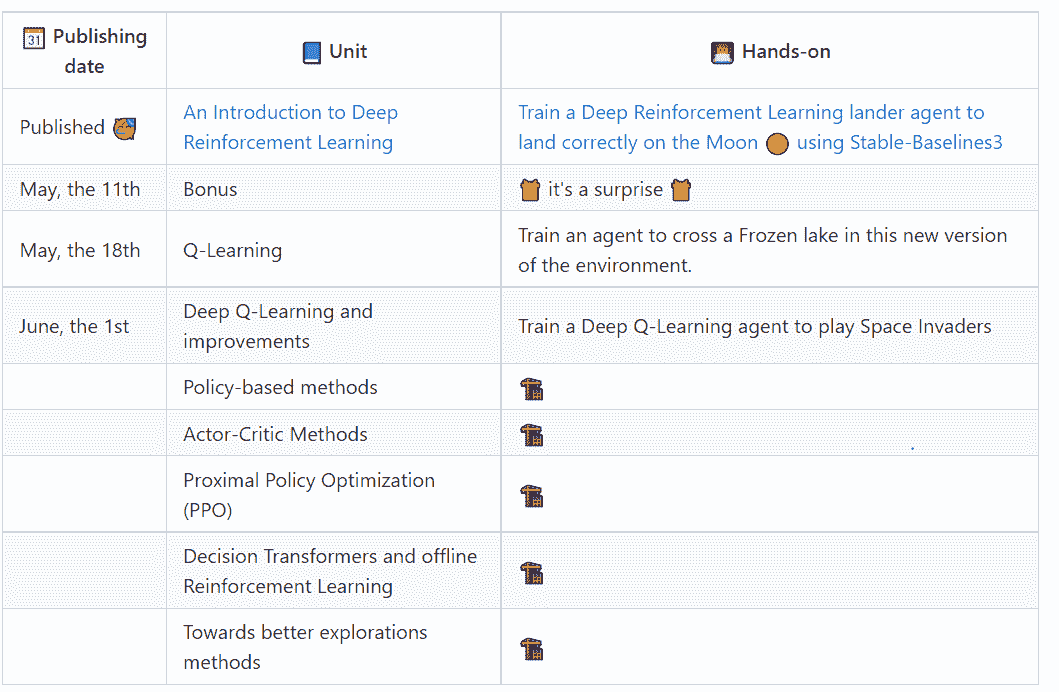 Publishing
date
Unit
Hands-on
Published
An Introduction to Deep
Reinforcement Learning
Train a Deep Reinforcement Learning lander agent to
land correctly on the Moon using Stable-Baselines3
May, the 11th
Bonus
it's a surprise
May, the 18th
Q-Learning
Train an agent to cross a Frozen lake in this new version
of the environment.
June, the 1st
Deep Q-Learning and
improvements
Train a Deep Q-Learning agent to play Space Invaders
Policy-based methods
Actor-Critic Methods
Proximal Policy Optimization
(PPO)
Decision Transformers and offline
Reinforcement Learning
Towards better explorations
methods